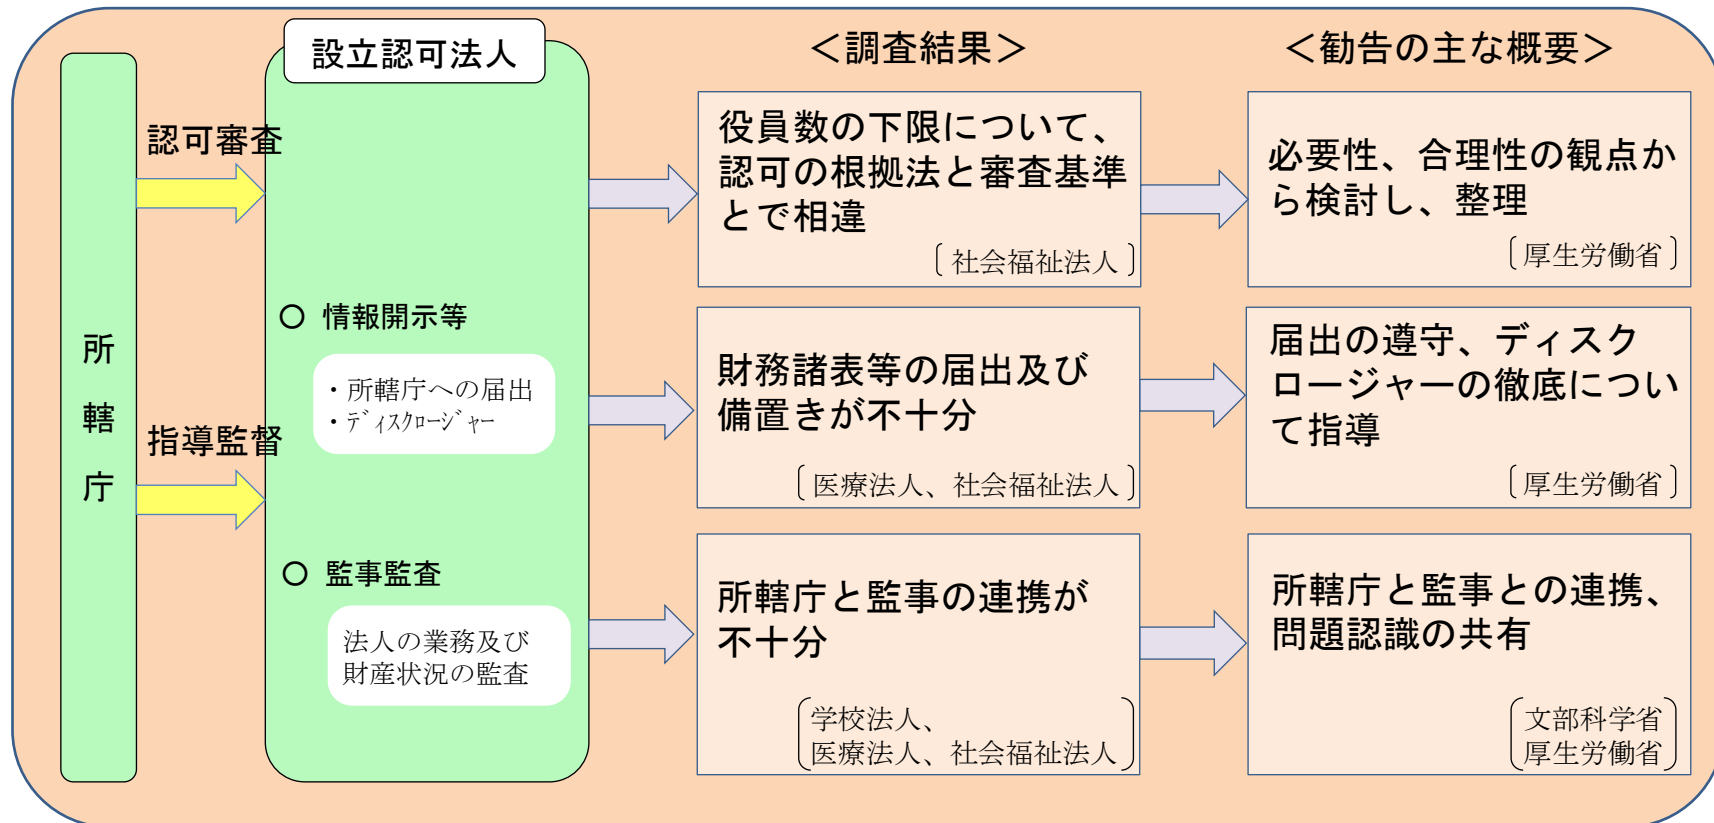 設立認可法人
＜調査結果＞
＜勧告の主な概要＞
所
轄
庁
認可審査
指導監督
○ 情報開示等
・所轄庁への届出
・ﾃﾞｨｽｸﾛｰｼﾞｬｰ
○ 監事監査
法人の業務及び
財産状況の監査
役員数の下限について、
認可の根拠法と審査基準
とで相違
〔社会福祉法人〕
必要性、合理性の観点か
ら検討し、整理
〔厚生労働省〕
財務諸表等の届出及び
備置きが不十分
〔医療法人、社会福祉法人〕
届出の遵守、ディスク
ロージャーの徹底につい
て指導
〔厚生労働省〕
所轄庁と監事の連携が
不十分
学校法人、
医療法人、社会福祉法人
所轄庁と監事との連携、
問題認識の共有
文部科学省
厚生労働省